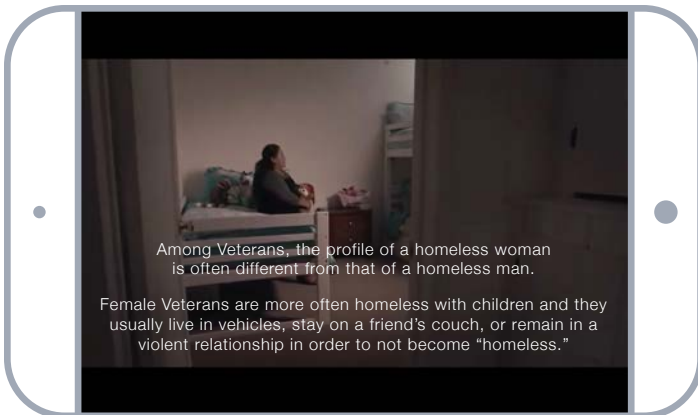 Among Veterans, the profile of a homeless woman
is often different from that of a homeless man.
Female Veterans are more often homeless with children and they
usually live in vehicles, stay on a friend’s couch, or remain in a
violent relationship in order to not become “homeless.”